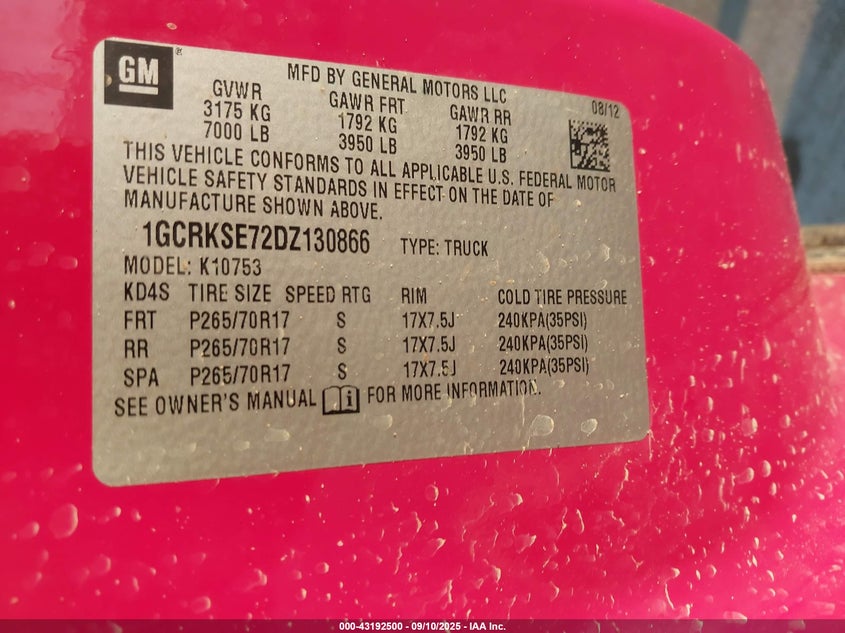 GM ®
MFD BY GENERAL MOTORS LLC
08/12
GVWR GAWR FRT GAWR RR
3175 KG 1792 KG 1792 KG
7000 LB 3950 LB 3950 LB
THIS VEHICLE CONFORMS TO ALL APPLICABLE U.S. FEDERAL MOTOR
VEHICLE SAFETY STANDARDS IN EFFECT ON THE DATE OF
MANUFACTURE SHOWN ABOVE.
1GCRKSE72DZ130866 TYPE: TRUCK
MODEL: K10753
KD4S TIRE SIZE SPEED RTG RIM COLD TIRE PRESSURE
FRT P265/70R17 S 17X7.5J 240KPA(35PSI)
RR P265/70R17 S 17X7.5J 240KPA(35PSI)
SPA P265/70R17 S 17X7.5J 240KPA(35PSI)
SEE OWNER'S MANUAL i FOR MORE INFORMATION.
000-43192500 - 09/10/2025 - IAA Inc.